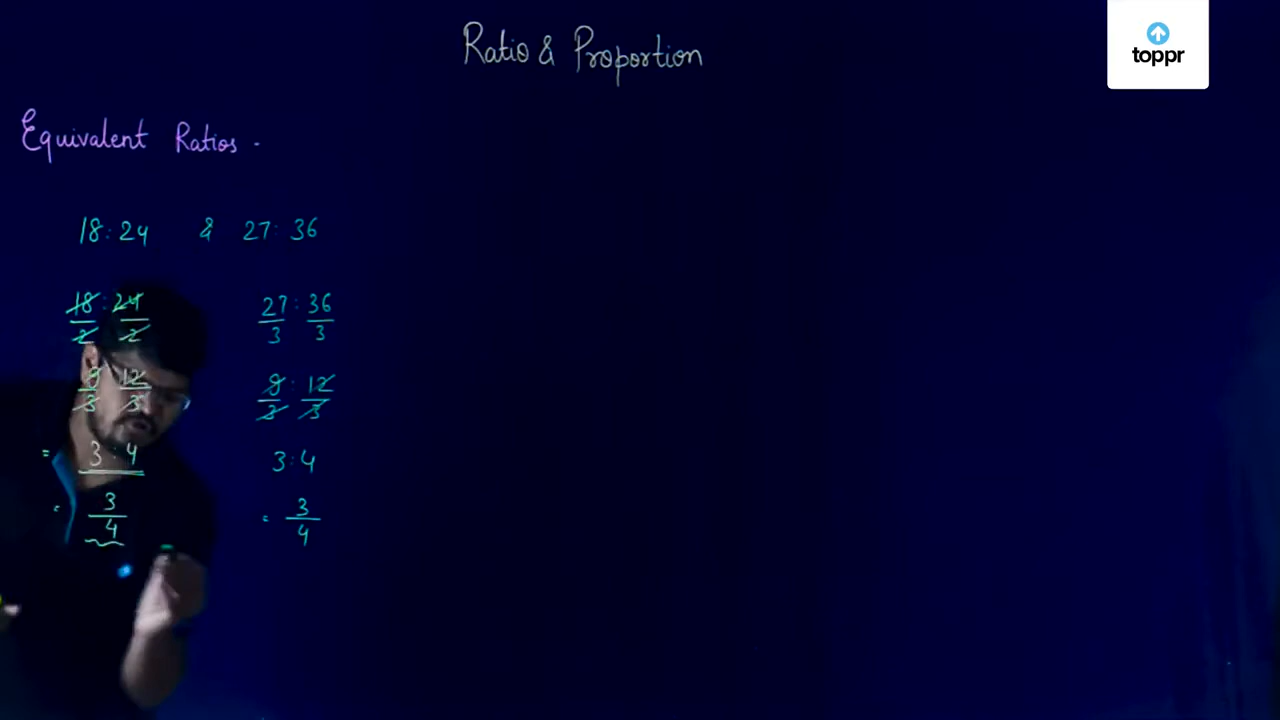 Ratio & Proportion
toppr
Equivalent Ratios.
18:24 & 27:36
18/2 : 24/2
27/3 : 36/3
9/3 : 12/3
9/3 : 12/3
= 3:4
3:4
= 3/4
= 3/4